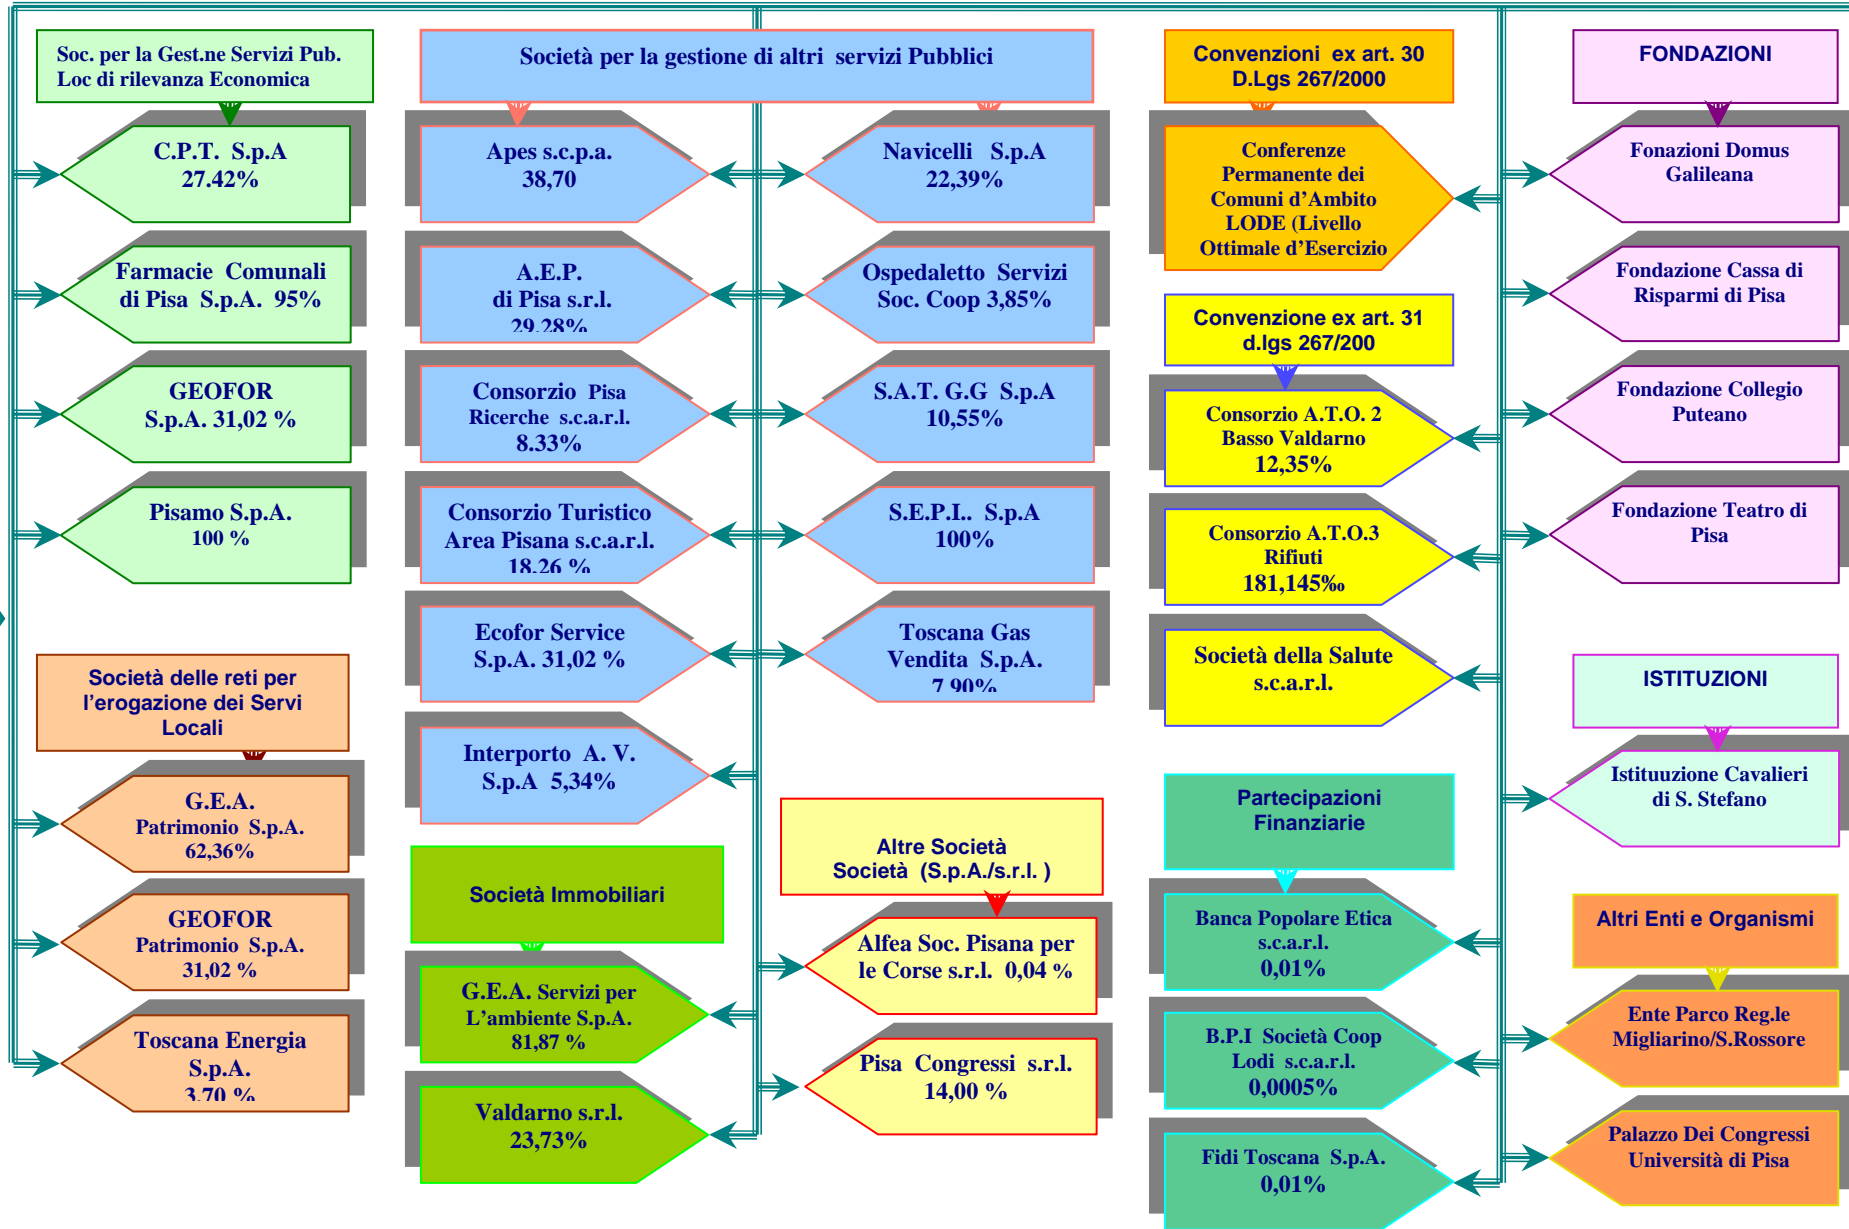 Soc. per la Gest.ne Servizi Pub.
Loc di rilevanza Economica
C.P.T. S.p.A
27.42%
Farmacie Comunali
di Pisa S.p.A. 95%
GEOFOR
S.p.A. 31,02 %
Pisamo S.p.A.
100 %
Società delle reti per
l'erogazione dei Servi
Locali
G.E.A.
Patrimonio S.p.A.
62,36%
GEOFOR
Patrimonio S.p.A.
31,02 %
Toscana Energia
S.p.A.
3.70 %
Società per la gestione di altri servizi Pubblici
Apes s.c.p.a.
38,70
A.E.P.
di Pisa s.r.l.
29.28%
Consorzio Pisa
Ricerche s.c.a.r.l.
8.33%
Consorzio Turistico
Area Pisana s.c.a.r.l.
18.26 %
Ecofor Service
S.p.A. 31,02 %
Interporto A. V.
S.p.A 5,34%
Navicelli S.p.A
22,39%
Ospedaletto Servizi
Soc. Coop 3,85%
S.A.T. G.G S.p.A
10,55%
S.E.P.I.. S.p.A
100%
Toscana Gas
Vendita S.p.A.
7,90%
Società Immobiliari
G.E.A. Servizi per
L'ambiente S.p.A.
81,87 %
Valdarno s.r.l.
23,73%
Altre Società
Società (S.p.A./s.r.l. )
Alfea Soc. Pisana per
le Corse s.r.l. 0,04 %
Pisa Congressi s.r.l.
14,00 %
Convenzioni ex art. 30
D.Lgs 267/2000
Conferenze
Permanente dei
Comuni d'Ambito
LODE (Livello
Ottimale d'Esercizio
Convenzione ex art. 31
d.lgs 267/200
Consorzio A.T.O. 2
Basso Valdarno
12,35%
Consorzio A.T.O.3
Rifiuti
181,145‰
Società della Salute
s.c.a.r.l.
Partecipazioni
Finanziarie
Banca Popolare Etica
s.c.a.r.l.
0,01%
B.P.I Società Coop
Lodi s.c.a.r.l.
0,0005%
Fidi Toscana S.p.A.
0,01%
FONDAZIONI
Fonazioni Domus
Galileana
Fondazione Cassa di
Risparmi di Pisa
Fondazione Collegio
Puteano
Fondazione Teatro di
Pisa
ISTITUZIONI
Istituuzione Cavalieri
di S. Stefano
Altri Enti e Organismi
Ente Parco Reg.le
Migliarino/S.Rossore
Palazzo Dei Congressi
Università di Pisa